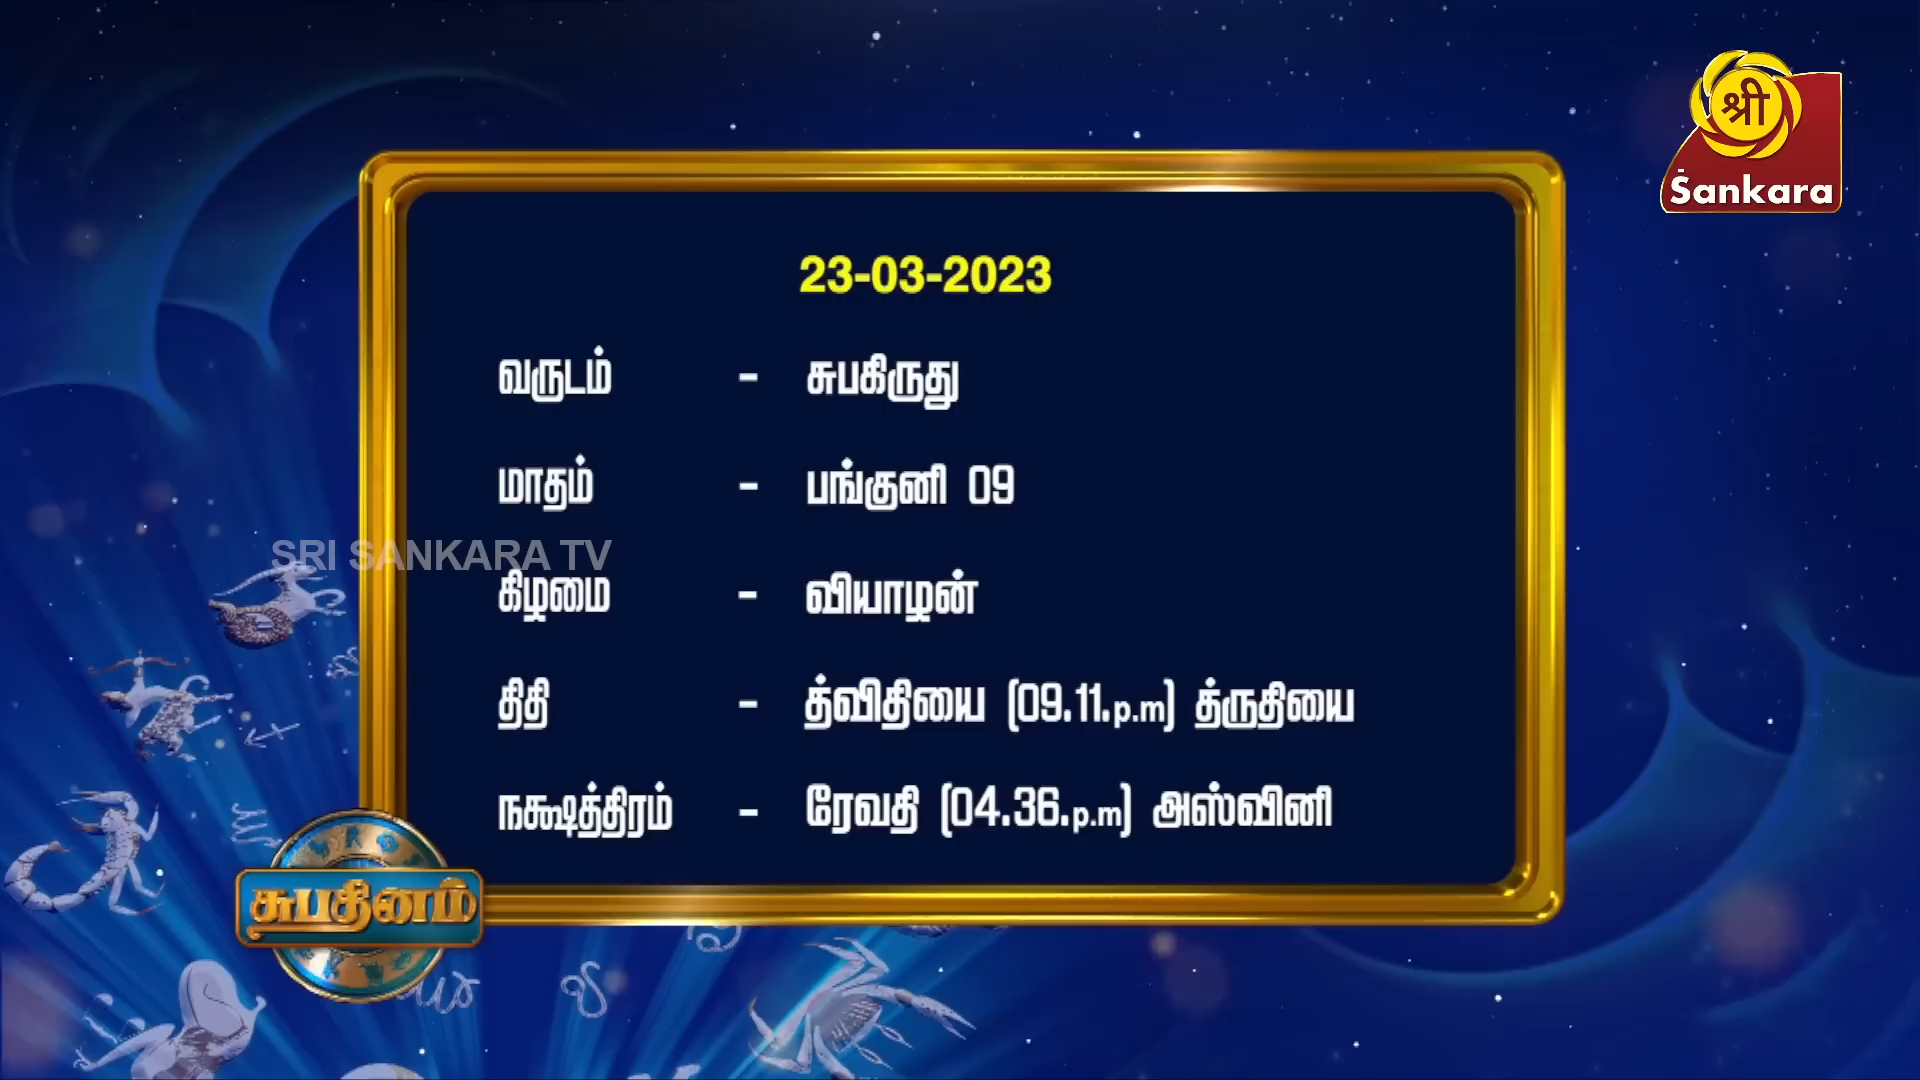 श्री
Sankara
23-03-2023
வருடம் - சுபகிருது
மாதம் - பங்குனி 09
SRI SANKARA TV
கிழமை - வியாழன்
திதி - த்விதியை (09.11.p.m) த்ருதியை
நக்ஷத்திரம் - ரேவதி (04.36.p.m) அஸ்வினி
சுபதினம்